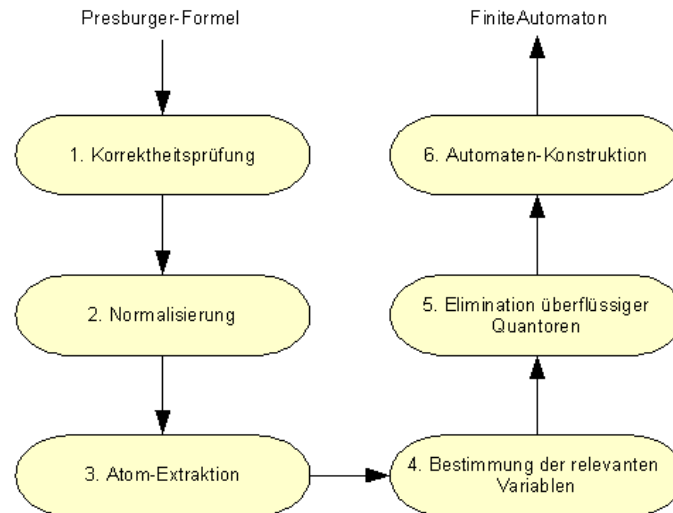 Presburger-Formel
1. Korrektheitsprüfung
2. Normalisierung
3. Atom-Extraktion
4. Bestimmung der relevanten
Variablen
5. Elimination überflüssiger
Quantoren
6. Automaten-Konstruktion
FiniteAutomaton